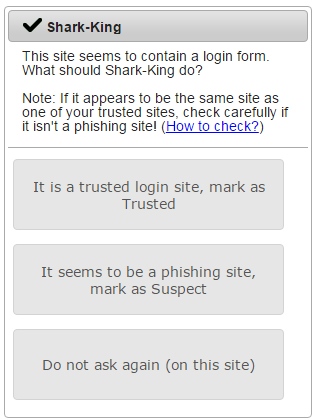 Shark-King
This site seems to contain a login form.
What should Shark-King do?
Note: If it appears to be the same site as
one of your trusted sites, check carefully if
it isn't a phishing site! (How to check?)
It is a trusted login site, mark as
Trusted
It seems to be a phishing site,
mark as Suspect
Do not ask again (on this site)